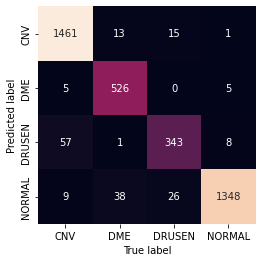 Predicted label
CNV 1461 13 15 1
DME 5 526 0 5
DRUSEN 57 1 343 8
NORMAL 9 38 26 1348
CNV DME DRUSEN NORMAL
True label